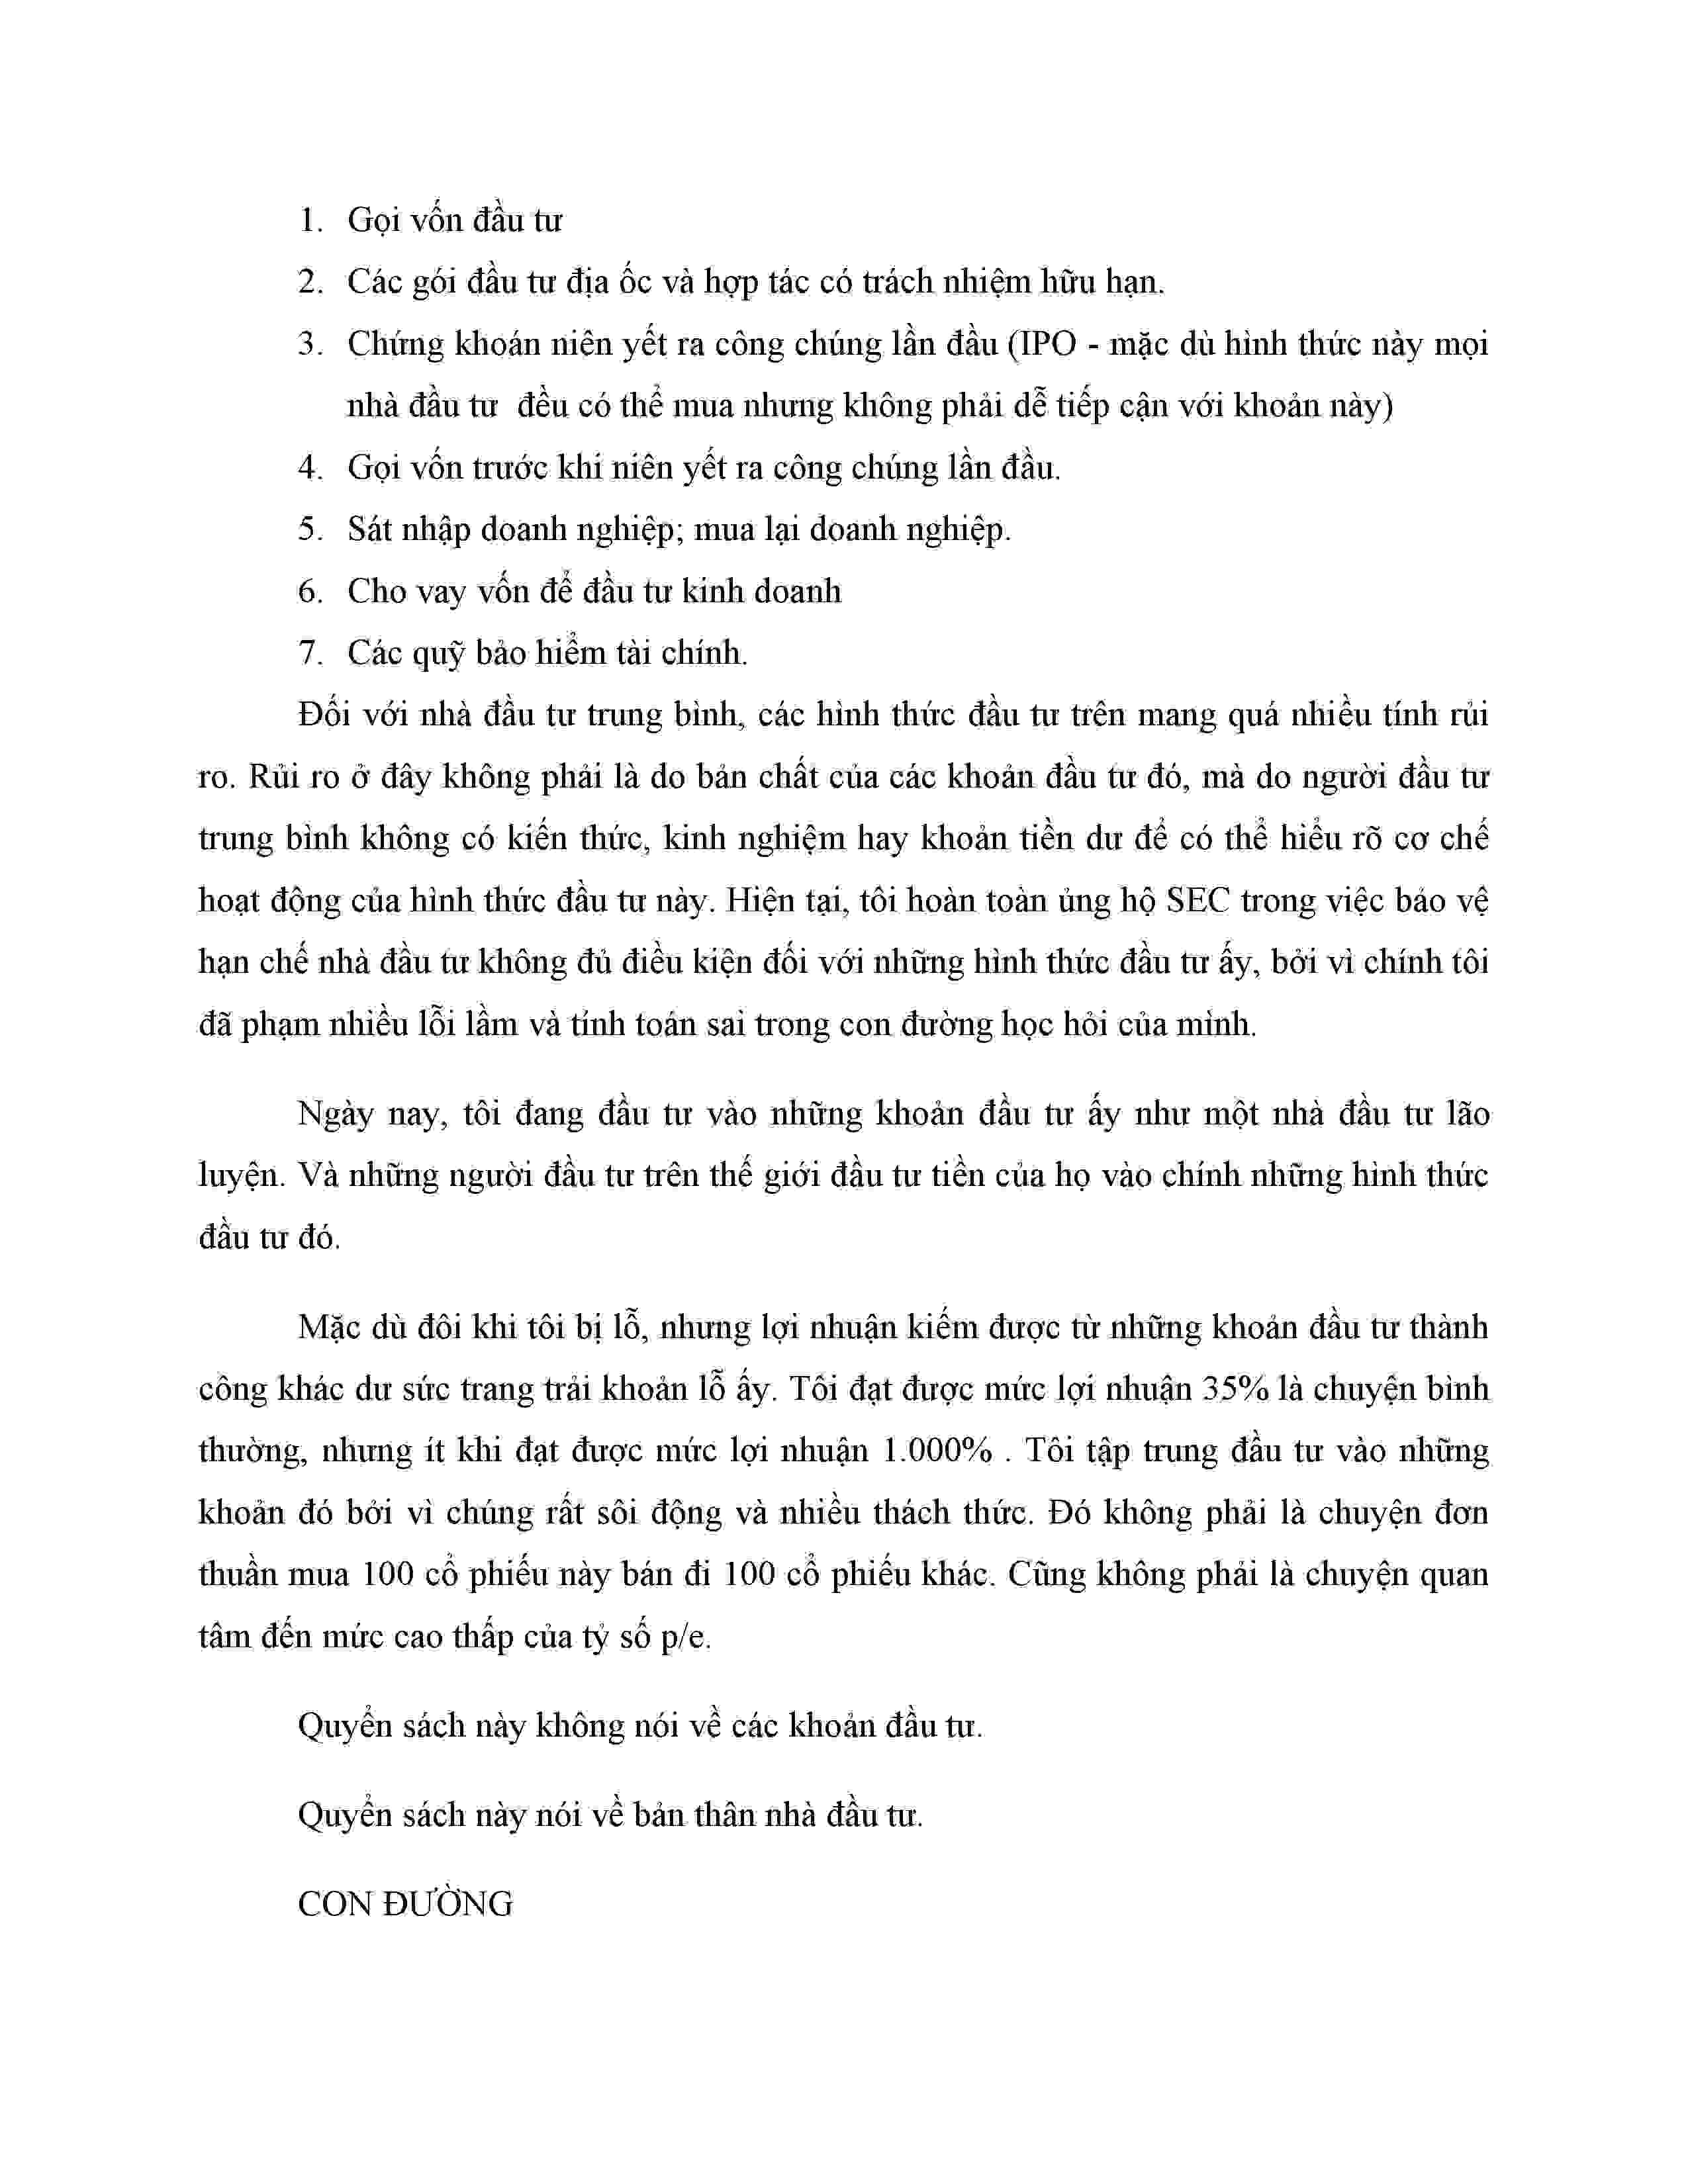 1. Gọi vốn đầu tư
2. Các gói đầu tư địa ốc và hợp tác có trách nhiệm hữu hạn.
3. Chứng khoán niên yết ra công chúng lần đầu (IPO - mặc dù hình thức này mọi
nhà đầu tư đều có thể mua nhưng không phải dễ tiếp cận với khoản này)
4. Gọi vốn trước khi niên yết ra công chúng lần đầu.
5. Sát nhập doanh nghiệp; mua lại doanh nghiệp.
6. Cho vay vốn để đầu tư kinh doanh
7. Các quỹ bảo hiểm tài chính.
Đối với nhà đầu tư trung bình, các hình thức đầu tư trên mang quá nhiều tính rủi
ro. Rủi ro ở đây không phải là do bản chất của các khoản đầu tư đó, mà do người đầu tư
trung bình không có kiến thức, kinh nghiệm hay khoản tiền dư để có thể hiểu rõ cơ chế
hoạt động của hình thức đầu tư này. Hiện tại, tôi hoàn toàn ủng hộ SEC trong việc bảo vệ
hạn chế nhà đầu tư không đủ điều kiện đối với những hình thức đầu tư ấy, bởi vì chính tôi
đã phạm nhiều lỗi lầm và tính toán sai trong con đường học hỏi của mình.
Ngày nay, tôi đang đầu tư vào những khoản đầu tư ấy như một nhà đầu tư lão
luyện. Và những người đầu tư trên thế giới đầu tư tiền của họ vào chính những hình thức
đầu tư đó.
Mặc dù đôi khi tôi bị lỗ, nhưng lợi nhuận kiếm được từ những khoản đầu tư thành
công khác dư sức trang trải khoản lỗ ấy. Tôi đạt được mức lợi nhuận 35% là chuyện bình
thường, nhưng ít khi đạt được mức lợi nhuận 1.000% . Tôi tập trung đầu tư vào những
khoản đó bởi vì chúng rất sôi động và nhiều thách thức. Đó không phải là chuyện đơn
thuần mua 100 cổ phiếu này bán đi 100 cổ phiếu khác. Cũng không phải là chuyện quan
tâm đến mức cao thấp của tỷ số p/e.
Quyển sách này không nói về các khoản đầu tư.
Quyển sách này nói về bản thân nhà đầu tư.
CON ĐƯỜNG